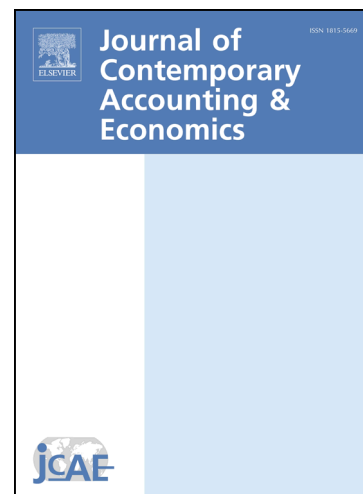 ISSN 1815-5669
Journal of
Contemporary
Accounting &
Economics
ELSEVIER
jcAE